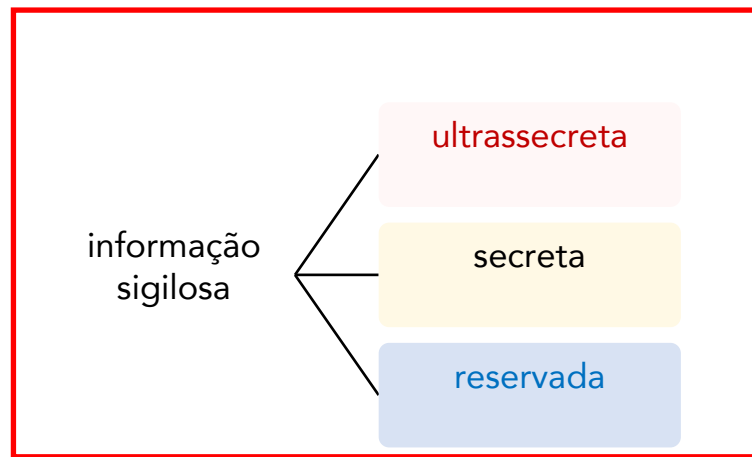 ultrassecreta
informação
sigilosa
secreta
reservada